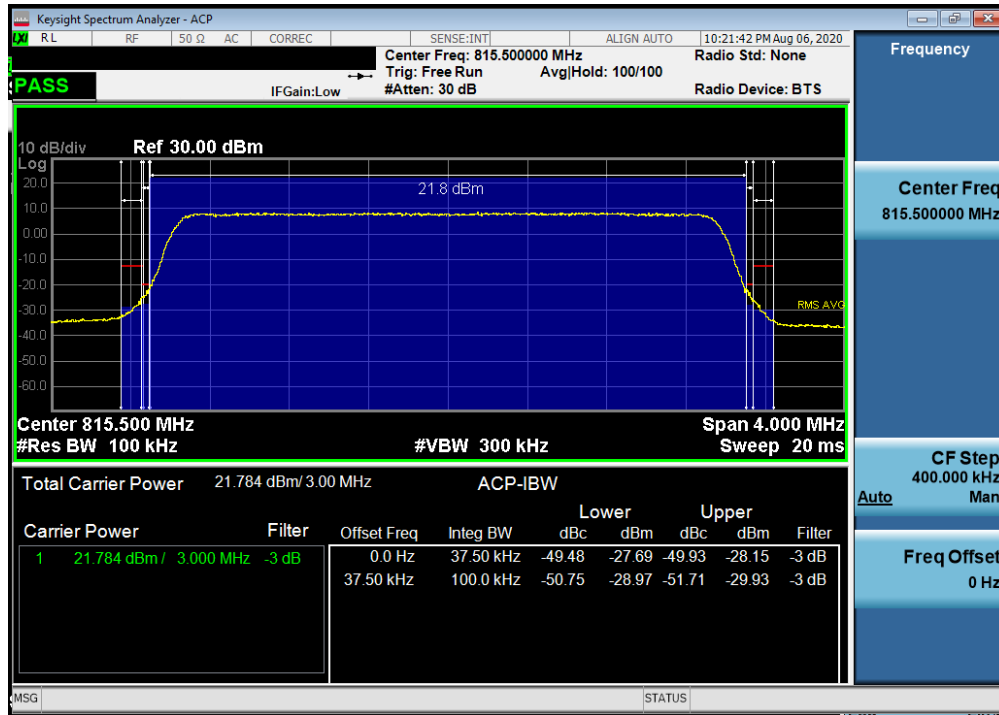 Keysight Spectrum Analyzer - ACP
LXI RL RF 50 Ω AC CORREC SENSE:INT ALIGN AUTO 10:21:42 PM Aug 06, 2020
Center Freq: 815.500000 MHz Radio Std: None
Trig: Free Run Avg|Hold: 100/100
PASS IFGain:Low #Atten: 30 dB Radio Device: BTS
Frequency
10 dB/div Ref 30.00 dBm
Log
20.0
21.8 dBm
10.0
0.00
-10.0
-20.0
-30.0
RMS AVG
-40.0
-50.0
-60.0
Center 815.500 MHz Span 4.000 MHz
#Res BW 100 kHz #VBW 300 kHz Sweep 20 ms
Center Freq
815.500000 MHz
CF Step
400.000 kHz
Auto Man
Freq Offset
0 Hz
Total Carrier Power 21.784 dBm/ 3.00 MHz ACP-IBW
Lower Upper
Carrier Power Filter Offset Freq Integ BW dBc dBm dBc dBm Filter
1 21.784 dBm / 3.000 MHz -3 dB 0.0 Hz 37.50 kHz -49.48 -27.69 -49.93 -28.15 -3 dB
37.50 kHz 100.0 kHz -50.75 -28.97 -51.71 -29.93 -3 dB
MSG STATUS